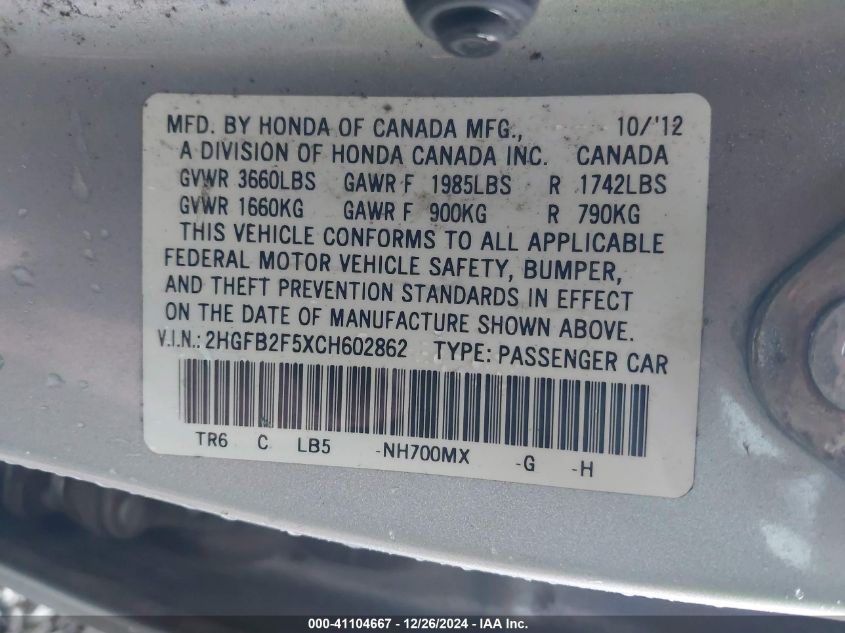 MFD. BY HONDA OF CANADA MFG., 10/'12
A DIVISION OF HONDA CANADA INC. CANADA
GVWR 3660LBS GAWR F 1985LBS R 1742LBS
GVWR 1660KG GAWR F 900KG R 790KG
THIS VEHICLE CONFORMS TO ALL APPLICABLE
FEDERAL MOTOR VEHICLE SAFETY, BUMPER,
AND THEFT PREVENTION STANDARDS IN EFFECT
ON THE DATE OF MANUFACTURE SHOWN ABOVE.
V.I.N.: 2HGFB2F5XCH602862 TYPE: PASSENGER CAR
TR6 C LB5 -NH700MX -G -H
000-41104667 / 12/26/2024 - IAA Inc.